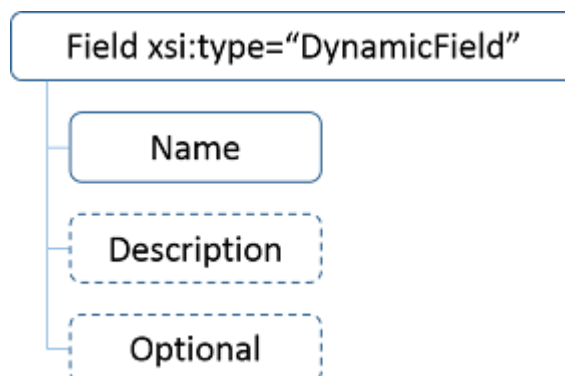 Field xsi:type=“DynamicField”
Name
Description
Optional